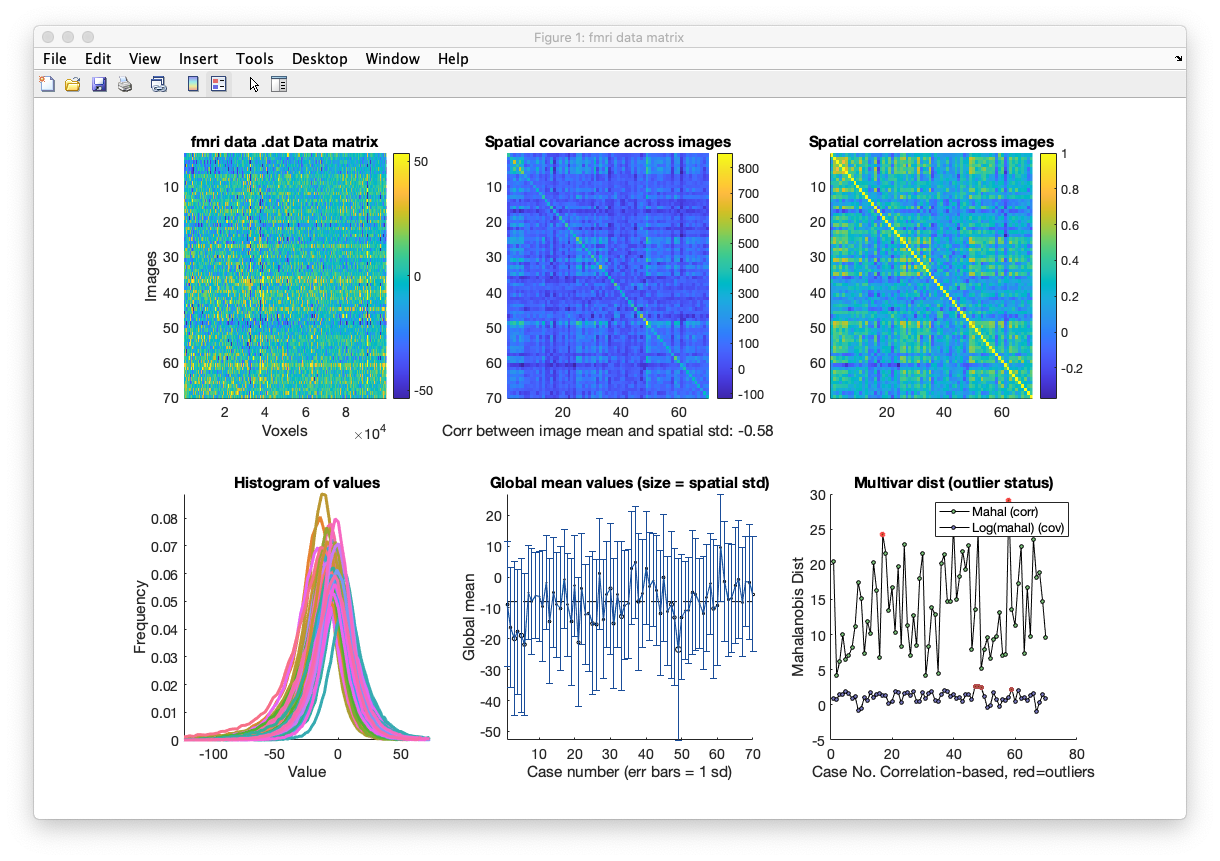 Figure 1: fmri data matrix
File Edit View Insert Tools Desktop Window Help
fmri data .dat Data matrix
Images
10
20
30
40
50
60
70
2 4 6 8
×10^4
Voxels
50
0
-50
Spatial covariance across images
10
20
30
40
50
60
70
20 40 60
Corr between image mean and spatial std: -0.58
800
700
600
500
400
300
200
100
0
-100
Spatial correlation across images
10
20
30
40
50
60
70
20 40 60
1
0.8
0.6
0.4
0.2
0
-0.2
Histogram of values
Frequency
0.08
0.07
0.06
0.05
0.04
0.03
0.02
0.01
0
-100 -50 0 50
Value
Global mean values (size = spatial std)
Global mean
20
10
0
-10
-20
-30
-40
-50
10 20 30 40 50 60 70
Case number (err bars = 1 sd)
Multivar dist (outlier status)
Mahalanobis Dist
30
25
20
15
10
5
0
-5
Mahal (corr)
Log(mahal) (cov)
0 20 40 60 80
Case No. Correlation-based, red=outliers